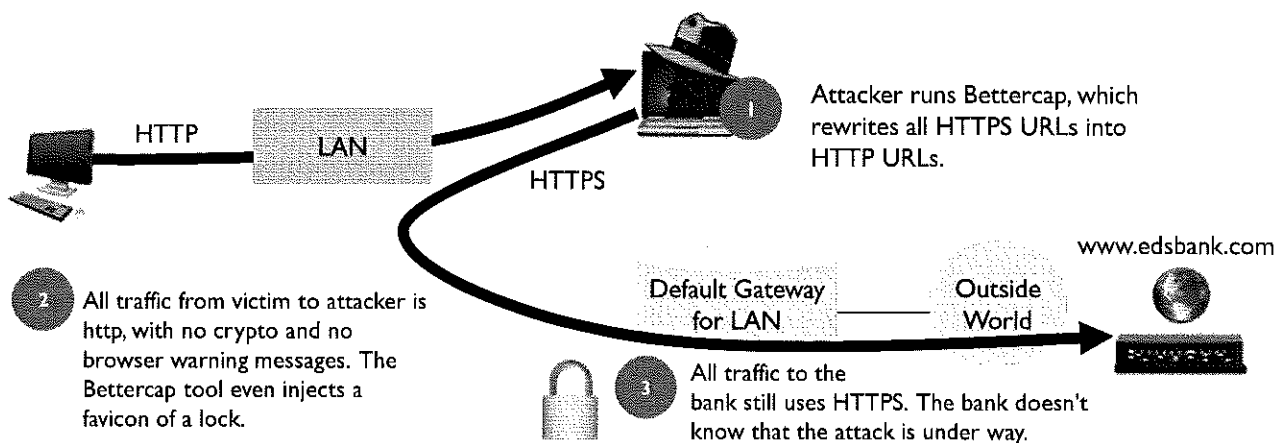 HTTP
LAN
HTTPS
1
Attacker runs Bettercap, which
rewrites all HTTPS URLs into
HTTP URLs.
www.edsbank.com
2
All traffic from victim to attacker is
http, with no crypto and no
browser warning messages. The
Bettercap tool even injects a
favicon of a lock.
Default Gateway
for LAN
Outside
World
3
All traffic to the
bank still uses HTTPS. The bank doesn't
know that the attack is under way.